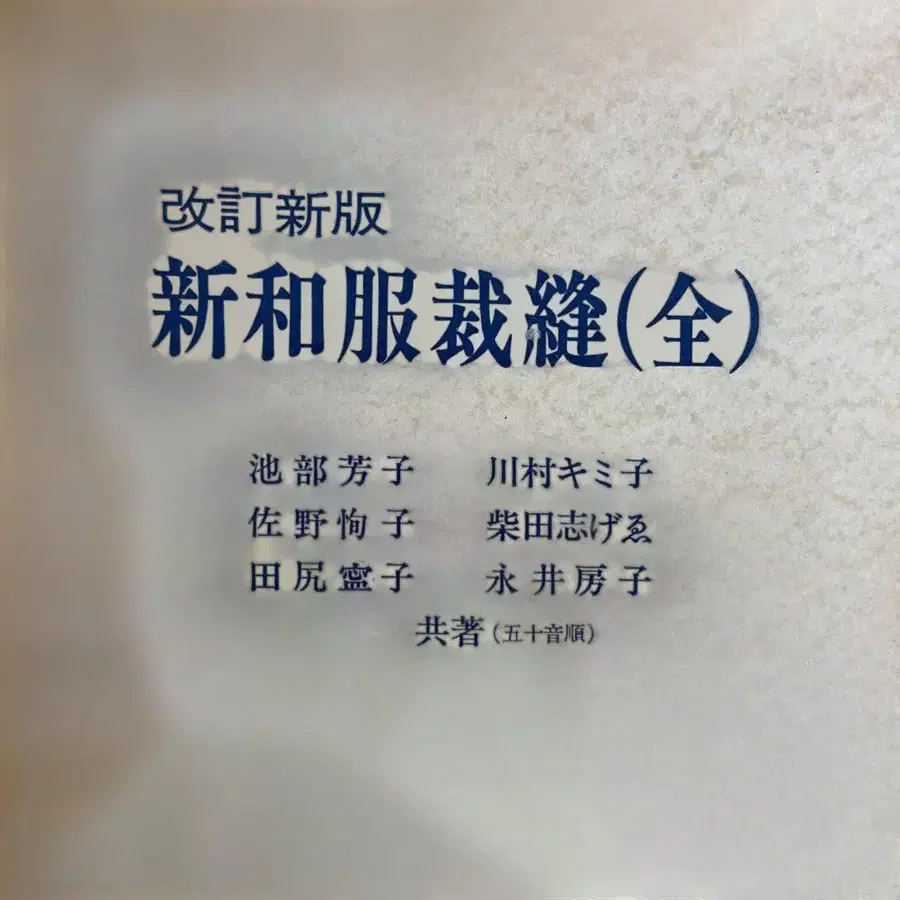 改訂新版
新和服裁縫(全)
池部芳子 川村キミ子
佐野恂子 柴田志げゑ
田尻寧子 永井房子
共著(五十音順)